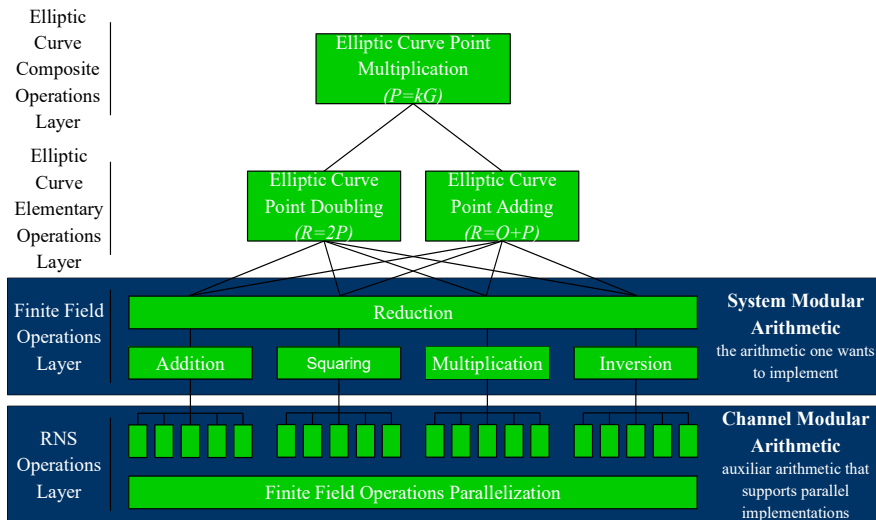 Elliptic
Curve
Composite
Operations
Layer
Elliptic Curve Point
Multiplication
(P=kG)
Elliptic
Curve
Elementary
Operations
Layer
Elliptic Curve
Point Doubling
(R=2P)
Elliptic Curve
Point Adding
(R=Q+P)
Finite Field
Operations
Layer
Reduction
Addition
Squaring
Multiplication
Inversion
System Modular
Arithmetic
the arithmetic one wants
to implement
RNS
Operations
Layer
Finite Field Operations Parallelization
Channel Modular
Arithmetic
auxiliar arithmetic that
supports parallel
implementations